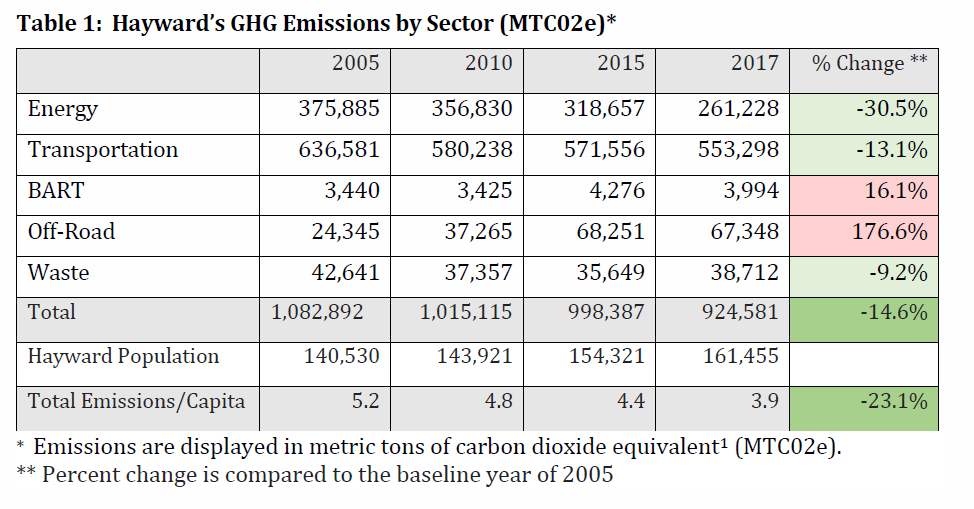 Table 1: Hayward's GHG Emissions by Sector (MTC02e)*
2005 2010 2015 2017 % Change **
Energy 375,885 356,830 318,657 261,228 -30.5%
Transportation 636,581 580,238 571,556 553,298 -13.1%
BART 3,440 3,425 4,276 3,994 16.1%
Off-Road 24,345 37,265 68,251 67,348 176.6%
Waste 42,641 37,357 35,649 38,712 -9.2%
Total 1,082,892 1,015,115 998,387 924,581 -14.6%
Hayward Population 140,530 143,921 154,321 161,455
Total Emissions/Capita 5.2 4.8 4.4 3.9 -23.1%
* Emissions are displayed in metric tons of carbon dioxide equivalent¹ (MTC02e).
** Percent change is compared to the baseline year of 2005